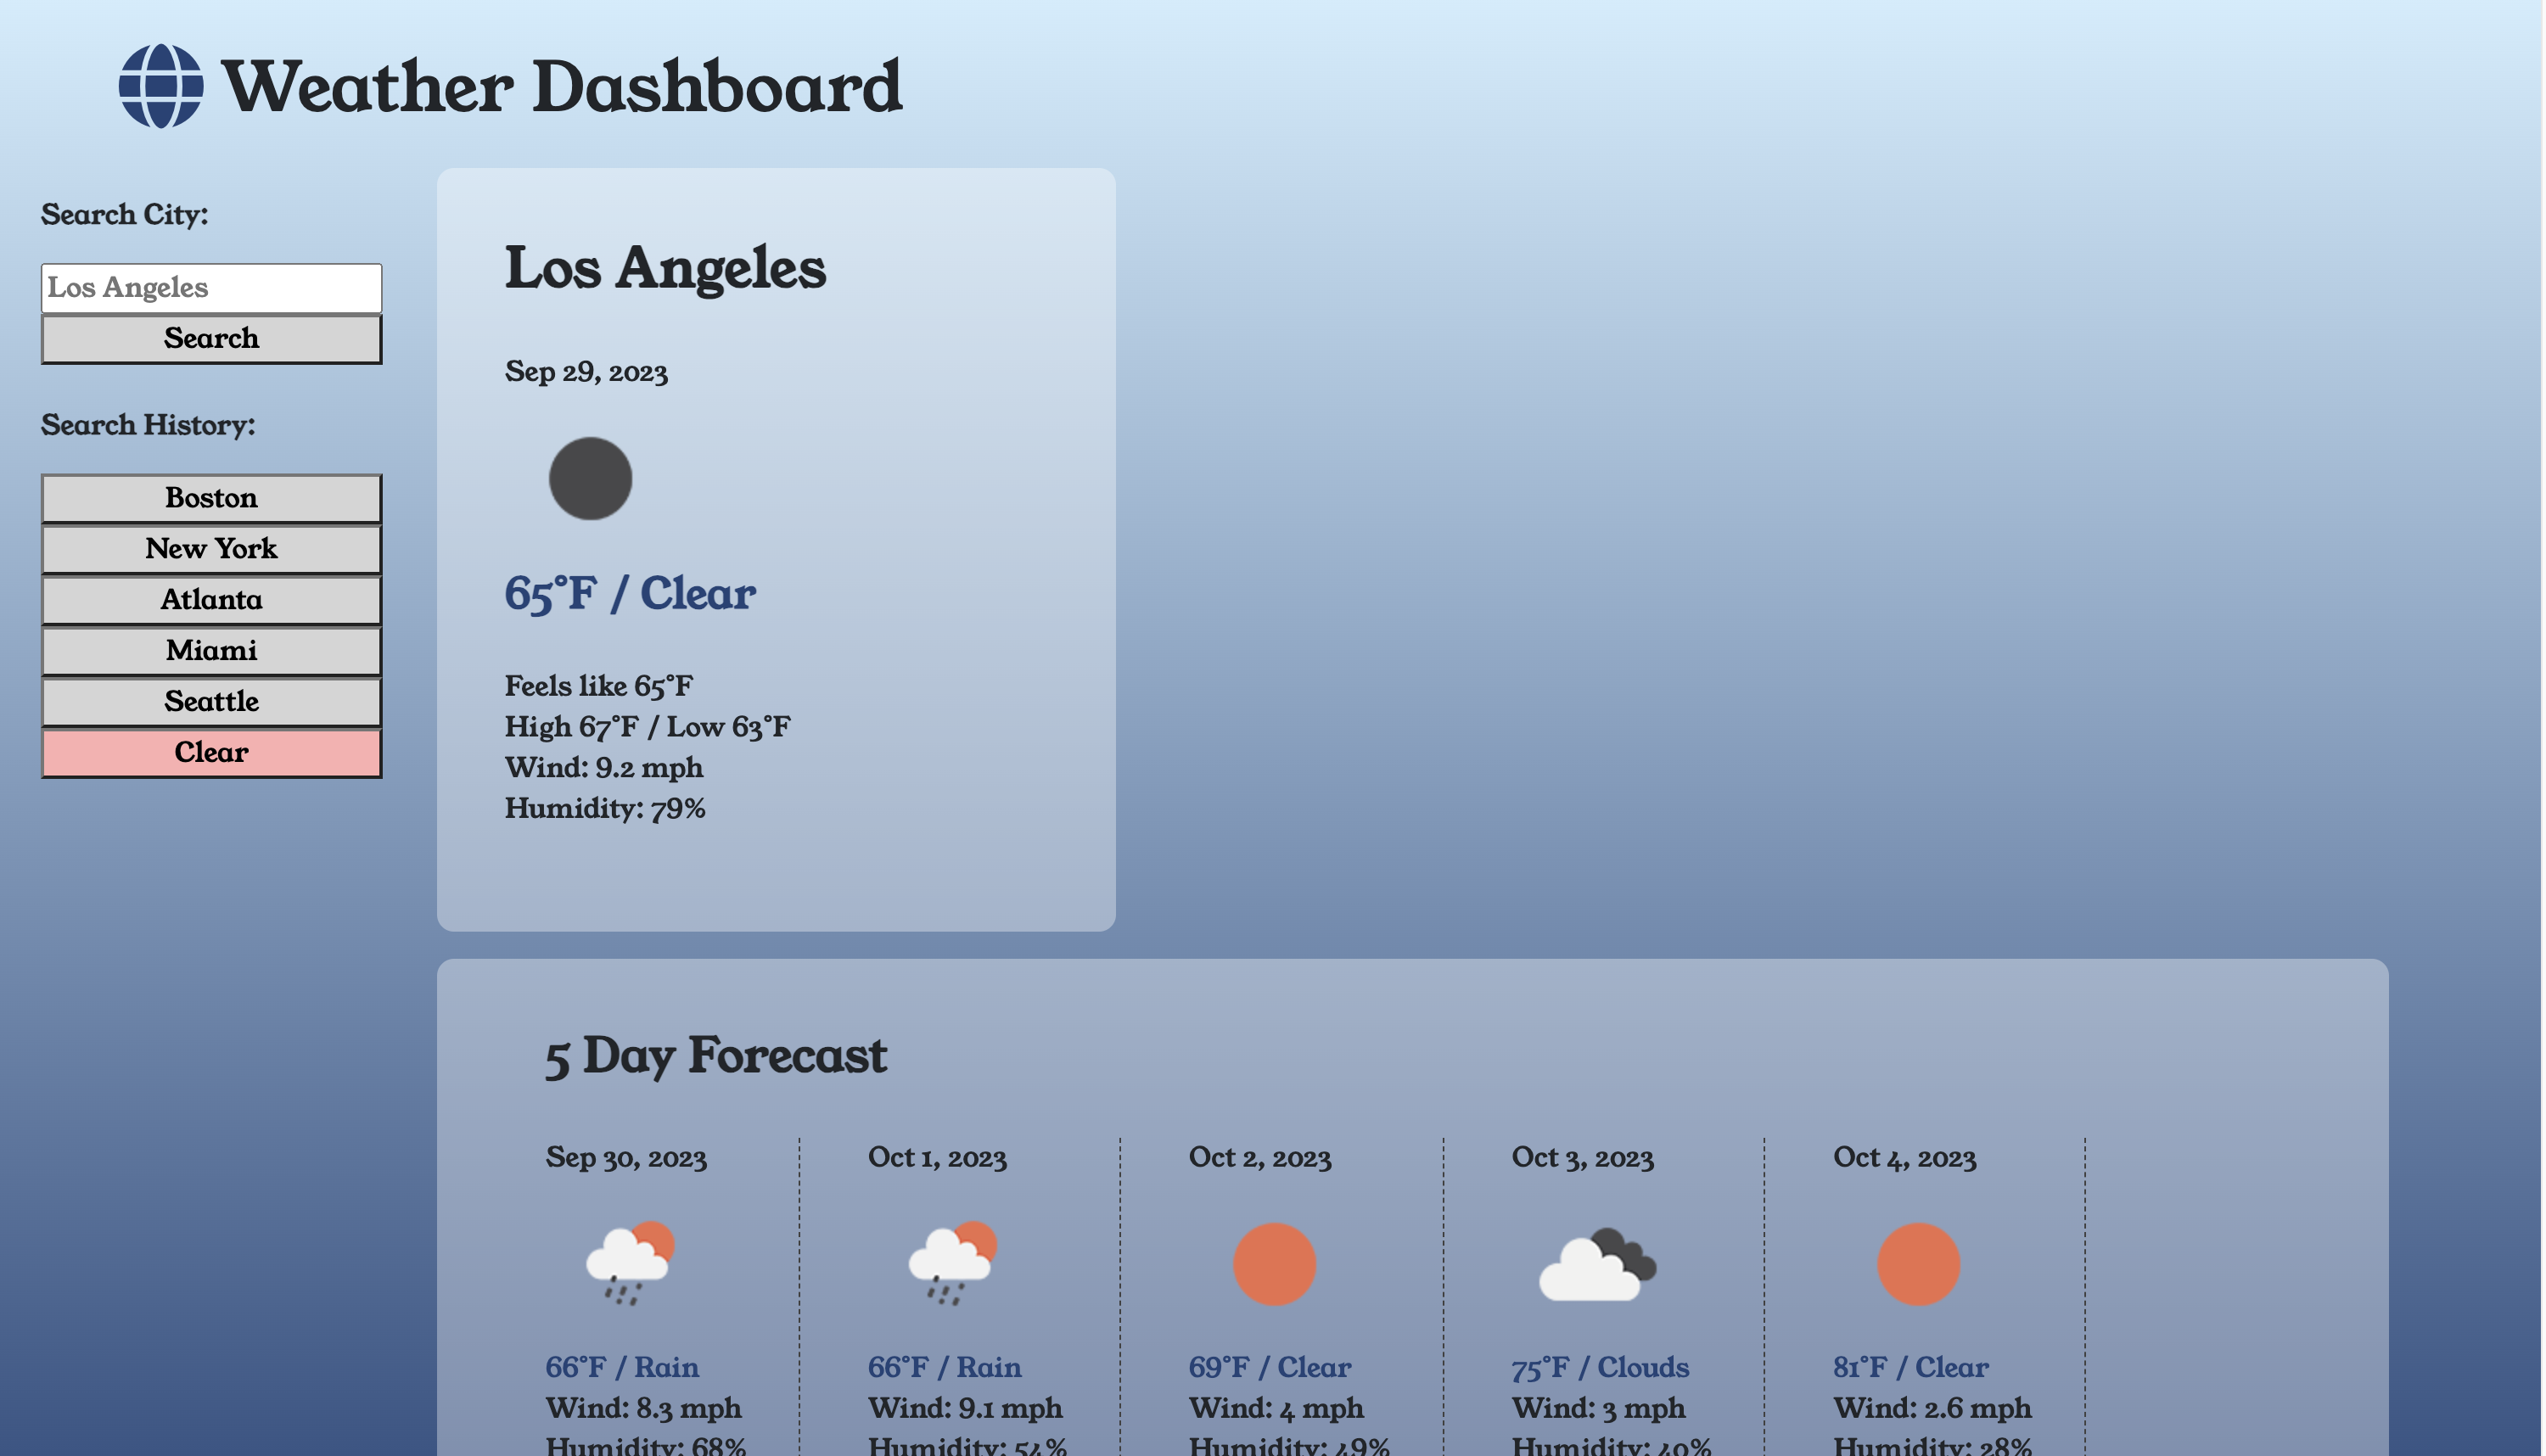 Weather Dashboard
Search City:
Los Angeles
Search
Search History:
Boston
New York
Atlanta
Miami
Seattle
Clear
Los Angeles
Sep 29, 2023
65°F / Clear
Feels like 65°F
High 67°F / Low 63°F
Wind: 9.2 mph
Humidity: 79%
5 Day Forecast
Sep 30, 2023
66°F / Rain
Wind: 8.3 mph
Humidity: 68%
Oct 1, 2023
66°F / Rain
Wind: 9.1 mph
Humidity: 54%
Oct 2, 2023
69°F / Clear
Wind: 4 mph
Humidity: 49%
Oct 3, 2023
75°F / Clouds
Wind: 3 mph
Humidity: 40%
Oct 4, 2023
81°F / Clear
Wind: 2.6 mph
Humidity: 28%